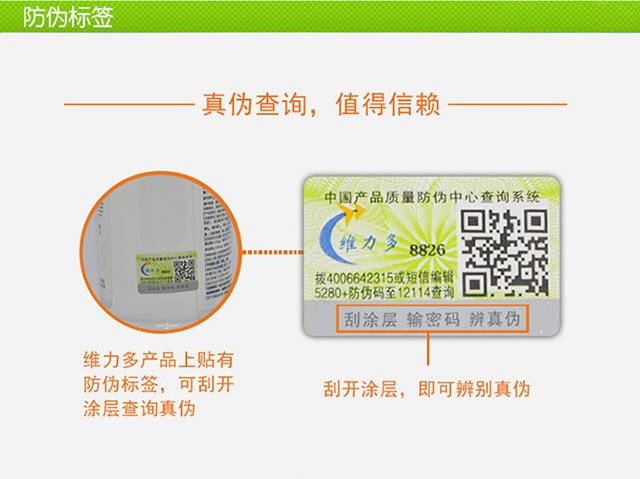 防伪标签
真伪查询，值得信赖
中国产品质量防伪中心查询系统
维力多 8826
拨4006642315或短信编辑
5280+防伪码至12114查询
刮涂层 输密码 辨真伪
维力多产品上贴有
防伪标签，可刮开
涂层查询真伪
刮开涂层，即可辨别真伪